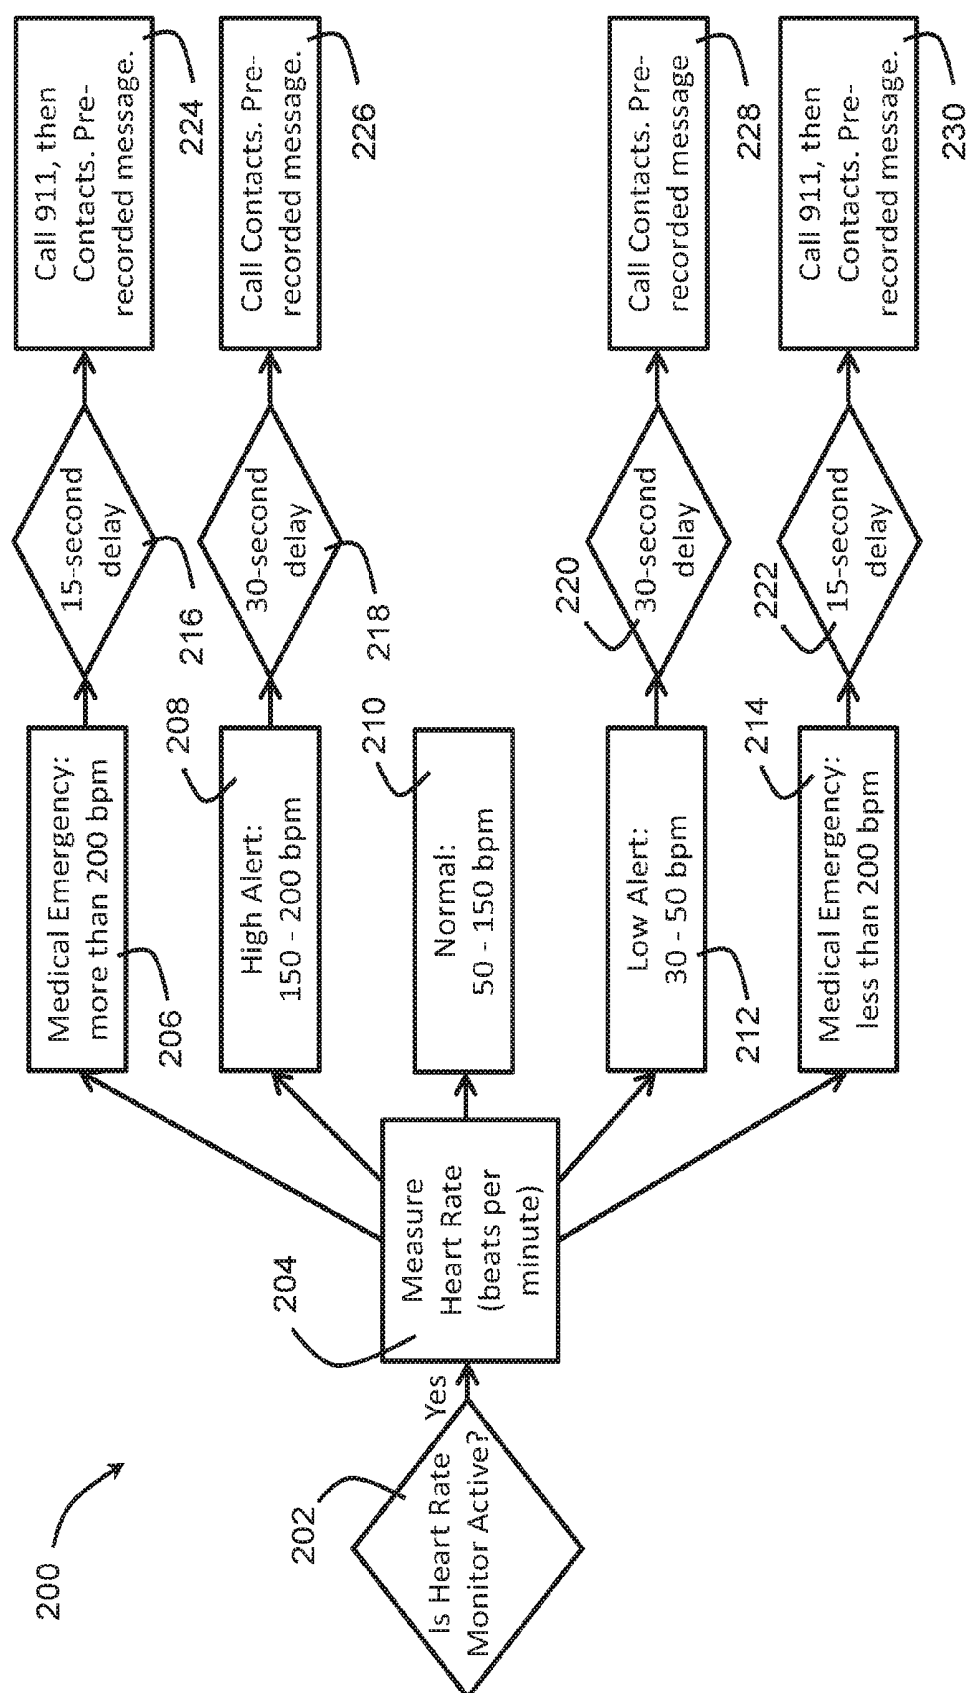 200
202
Is Heart Rate
Monitor Active?
Yes
204
Measure
Heart Rate
(beats per
minute)
Medical Emergency:
more than 200 bpm
206
208
High Alert:
150 - 200 bpm
210
Normal:
50 - 150 bpm
Low Alert:
30 - 50 bpm
212
214
Medical Emergency:
less than 200 bpm
15-second
delay
216
30-second
delay
218
220
30-second
delay
222
15-second
delay
Call 911, then
Contacts. Pre-
recorded message.
224
Call Contacts. Pre-
recorded message.
226
Call Contacts. Pre-
recorded message
228
Call 911, then
Contacts. Pre-
recorded message.
230